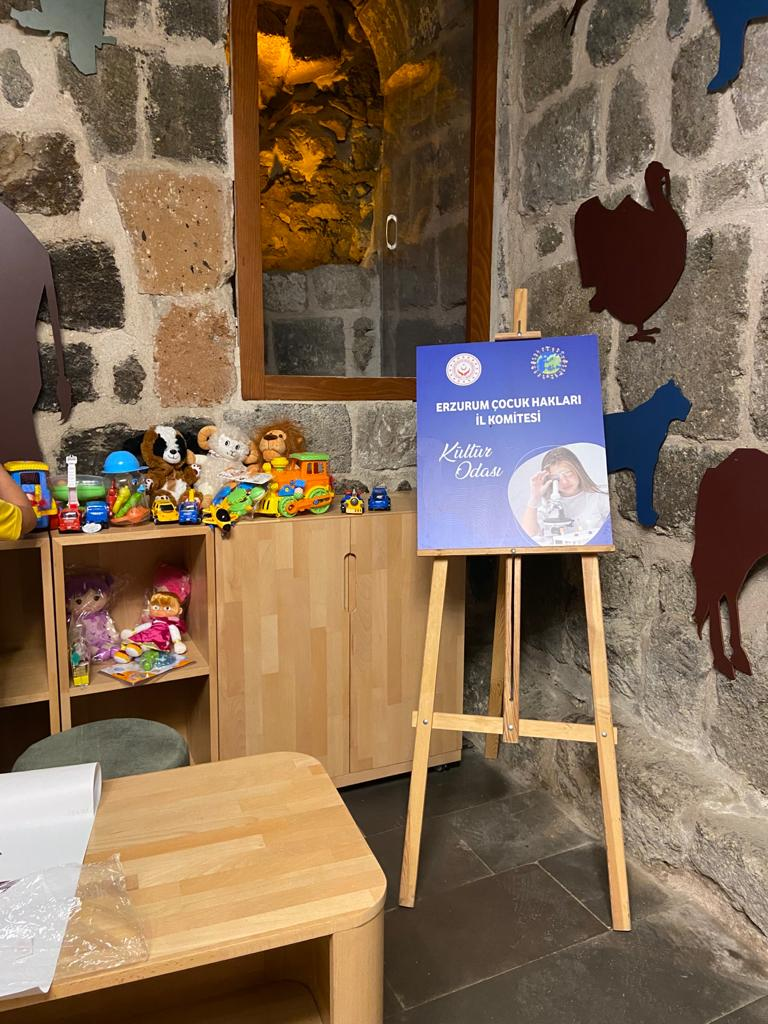 ERZURUM ÇOCUK HAKLARI
İL KOMİTESİ
Kültür
Odası